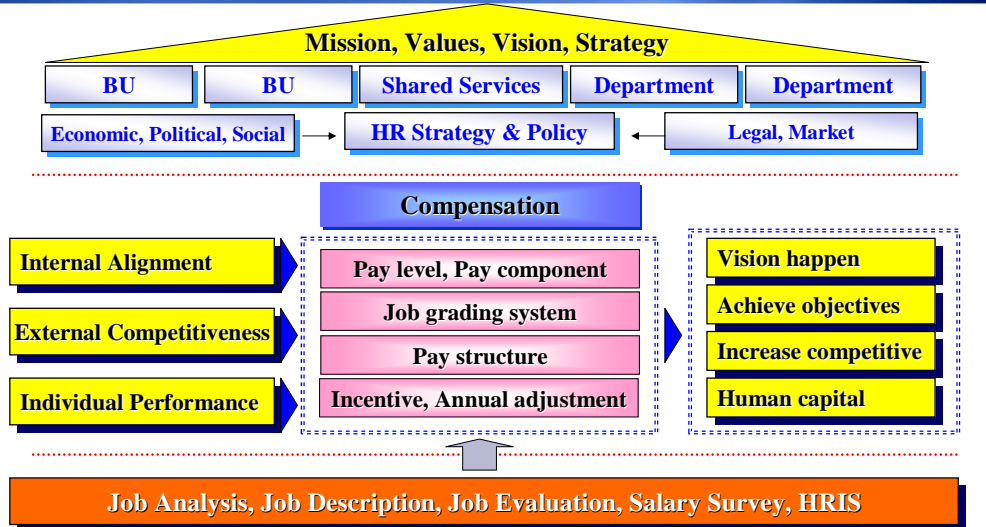 Mission, Values, Vision, Strategy
BU
BU
Shared Services
Department
Department
Economic, Political, Social
HR Strategy & Policy
Legal, Market
Compensation
Internal Alignment
External Competitiveness
Individual Performance
Pay level, Pay component
Job grading system
Pay structure
Incentive, Annual adjustment
Vision happen
Achieve objectives
Increase competitive
Human capital
Job Analysis, Job Description, Job Evaluation, Salary Survey, HRIS